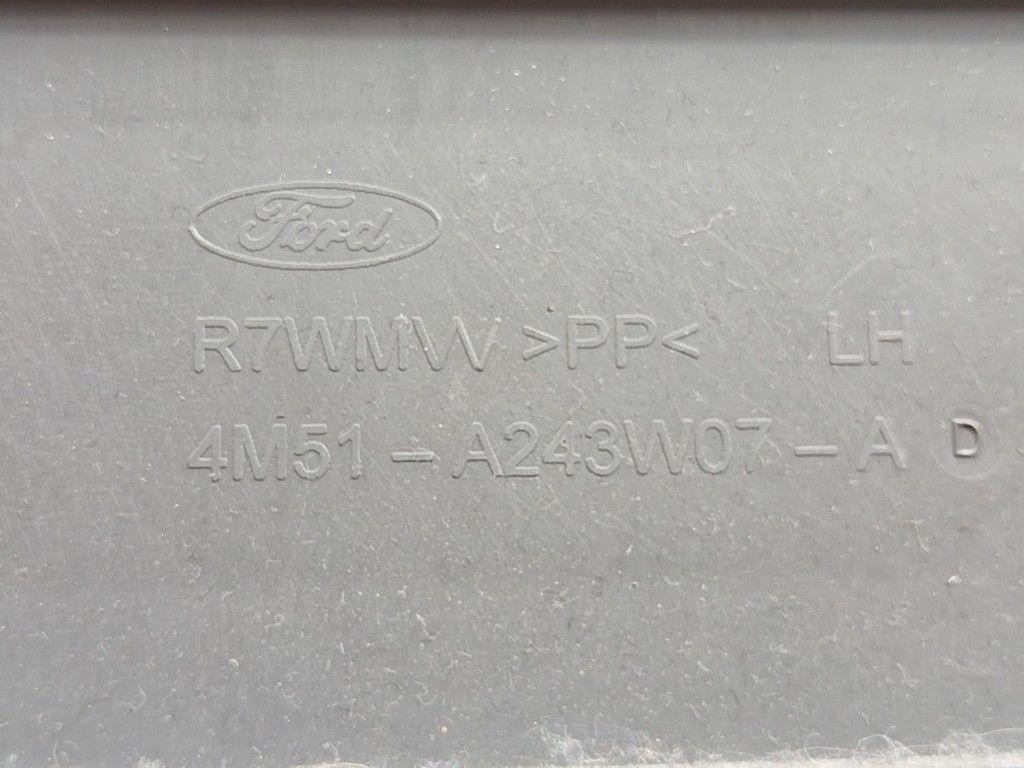 Ford
R7WMVV >PP< LH
4M51-A243W07-A D